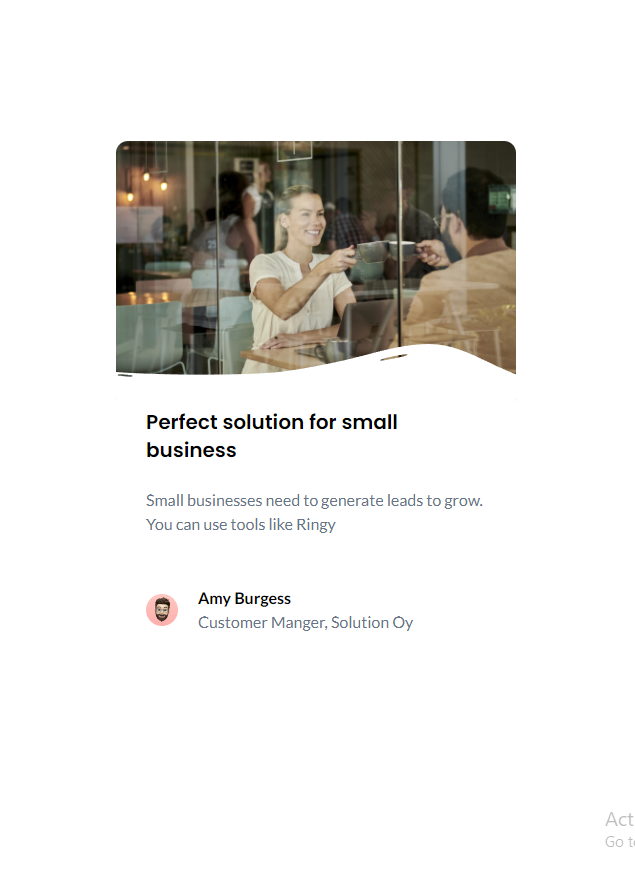 Perfect solution for small
business
Small businesses need to generate leads to grow.
You can use tools like Ringy
Amy Burgess
Customer Manger, Solution Oy
Act
Go to